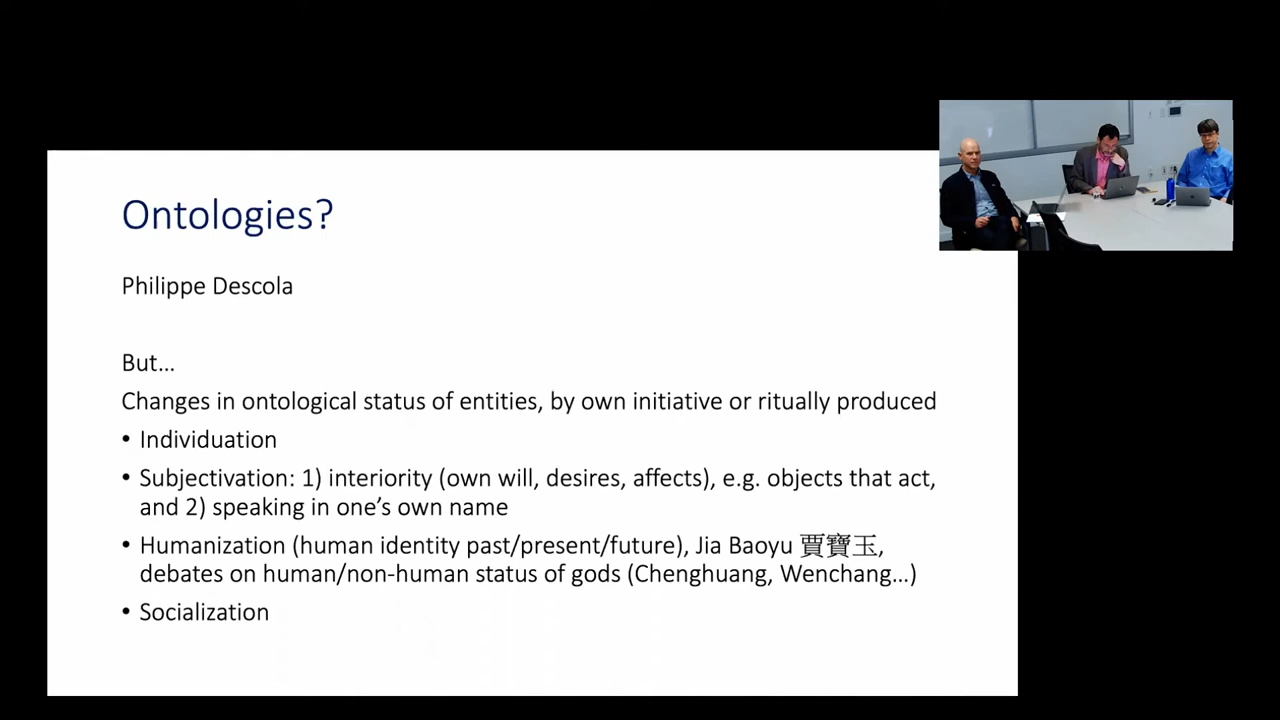 Ontologies?
Philippe Descola
But...
Changes in ontological status of entities, by own initiative or ritually produced
• Individuation
• Subjectivation: 1) interiority (own will, desires, affects), e.g. objects that act,
and 2) speaking in one’s own name
• Humanization (human identity past/present/future), Jia Baoyu 賈寶玉,
debates on human/non-human status of gods (Chenghuang, Wenchang...)
• Socialization